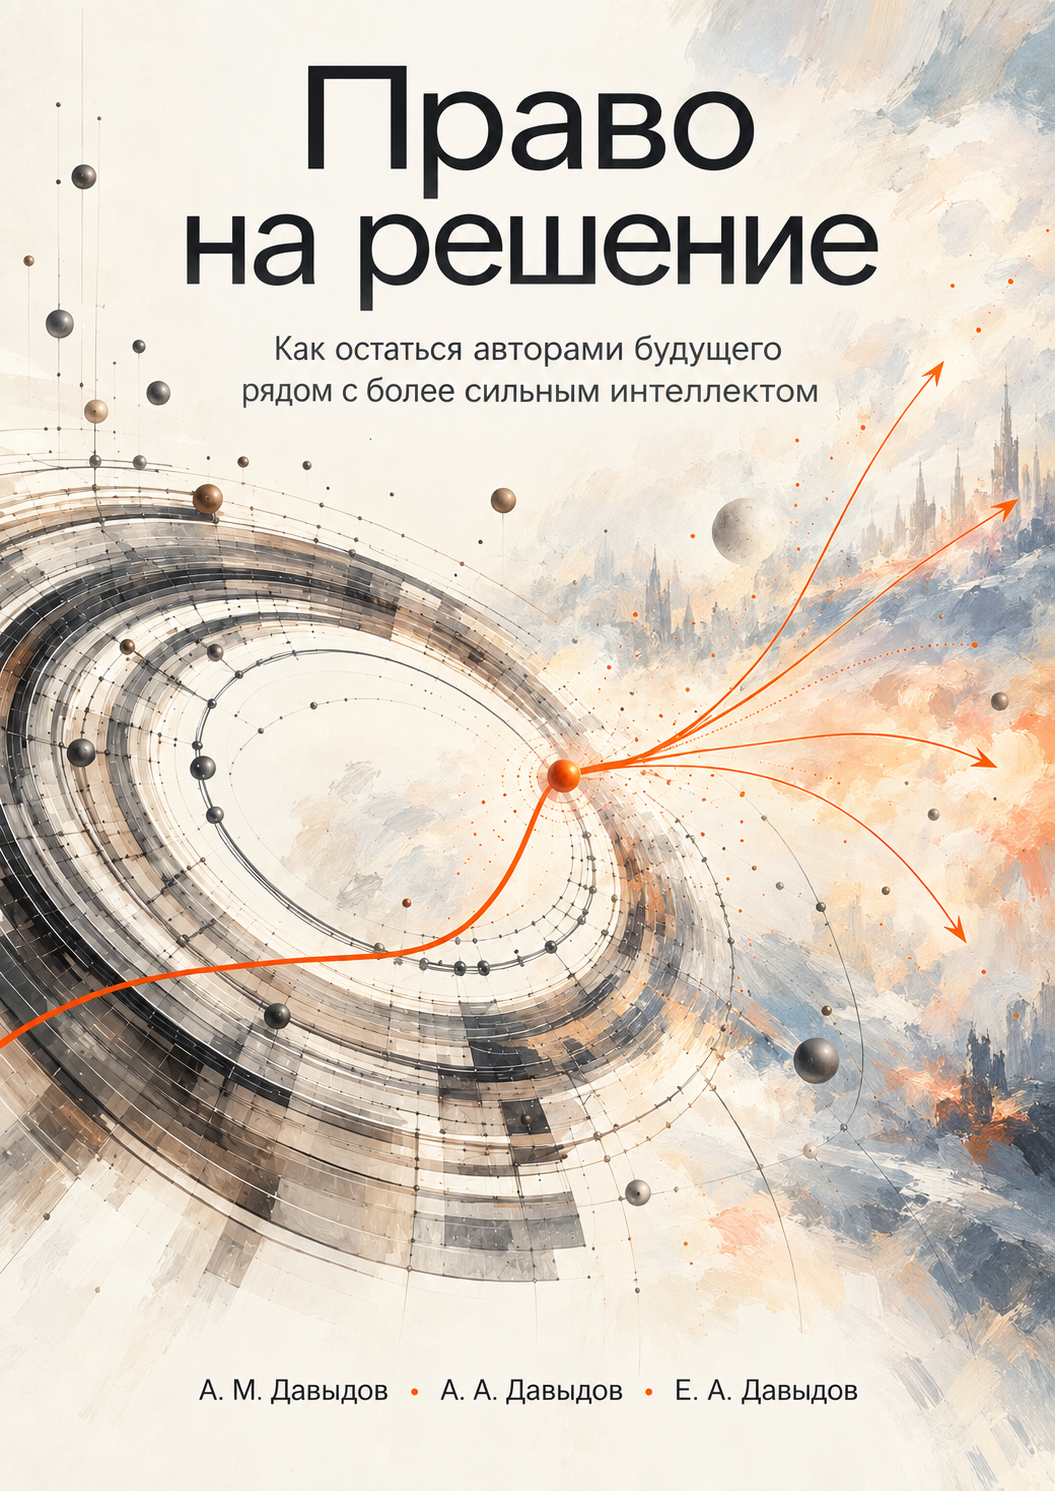 Право
на решение
Как остаться авторами будущего
рядом с более сильным интеллектом
А. М. Давыдов • А. А. Давыдов • Е. А. Давыдов